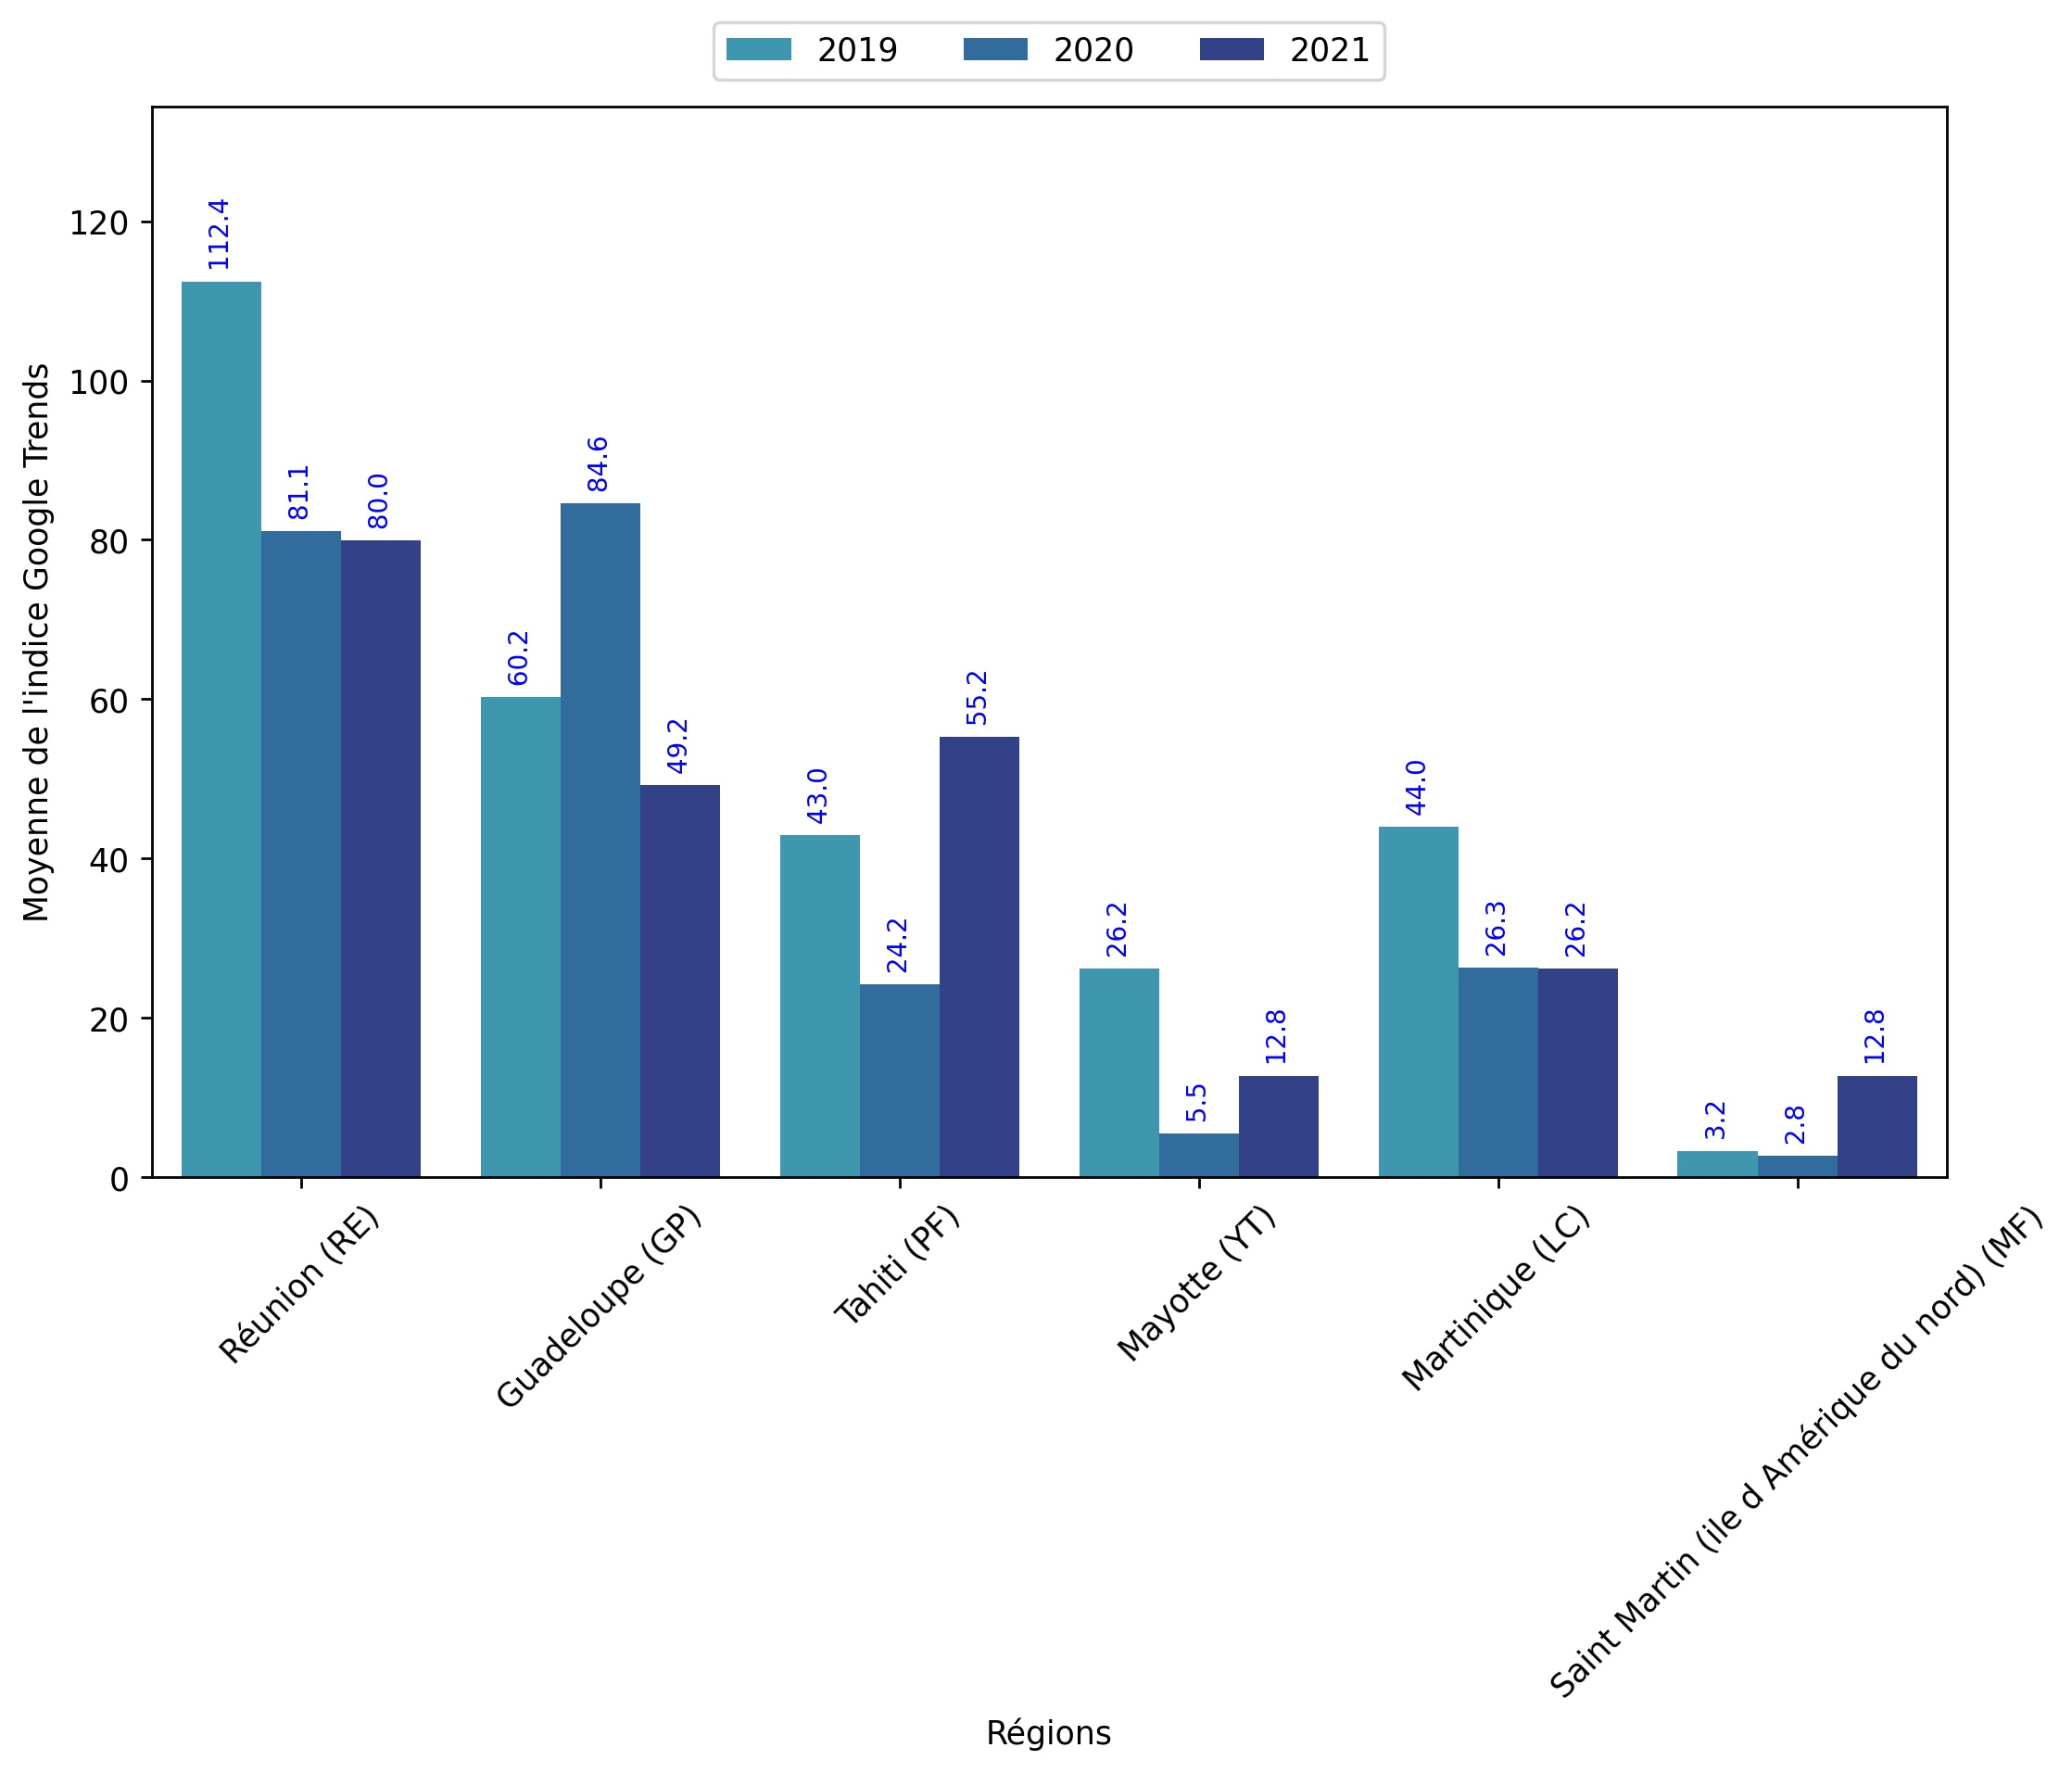 2019 2020 2021
Moyenne de l'indice Google Trends
120
100
80
60
40
20
0
112.4
81.1
80.0
60.2
84.6
49.2
43.0
24.2
55.2
26.2
5.5
12.8
44.0
26.3
26.2
3.2
2.8
12.8
Réunion (RE)
Guadeloupe (GP)
Tahiti (PF)
Mayotte (YT)
Martinique (LC)
Saint Martin (ile d Amérique du nord) (MF)
Régions